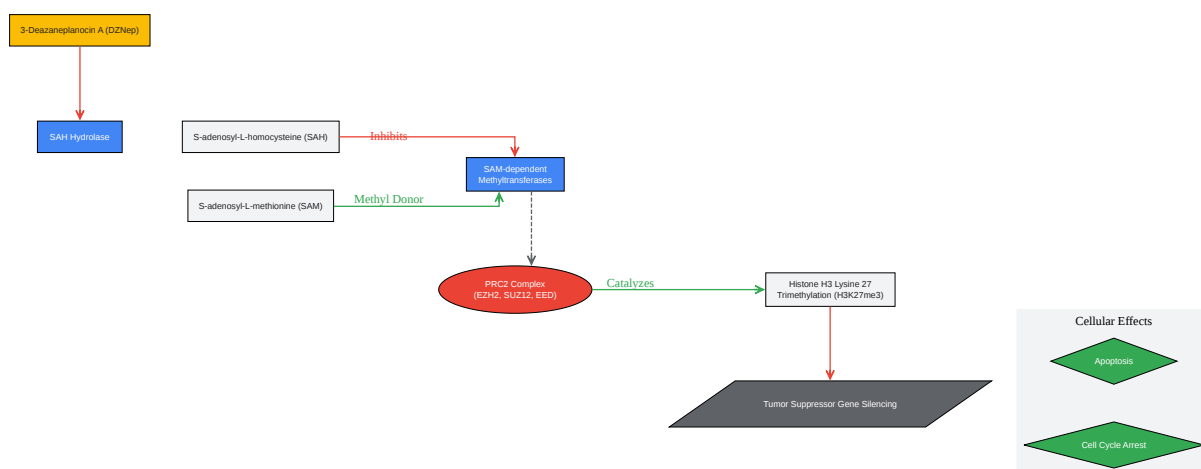 3-Deazaneplanocin A (DZNep)
SAH Hydrolase
S-adenosyl-L-homocysteine (SAH)
Inhibits
SAM-dependent
Methyltransferases
S-adenosyl-L-methionine (SAM)
Methyl Donor
PRC2 Complex
(EZH2, SUZ12, EED)
Catalyzes
Histone H3 Lysine 27
Trimethylation (H3K27me3)
Tumor Suppressor Gene Silencing
Cellular Effects
Apoptosis
Cell Cycle Arrest